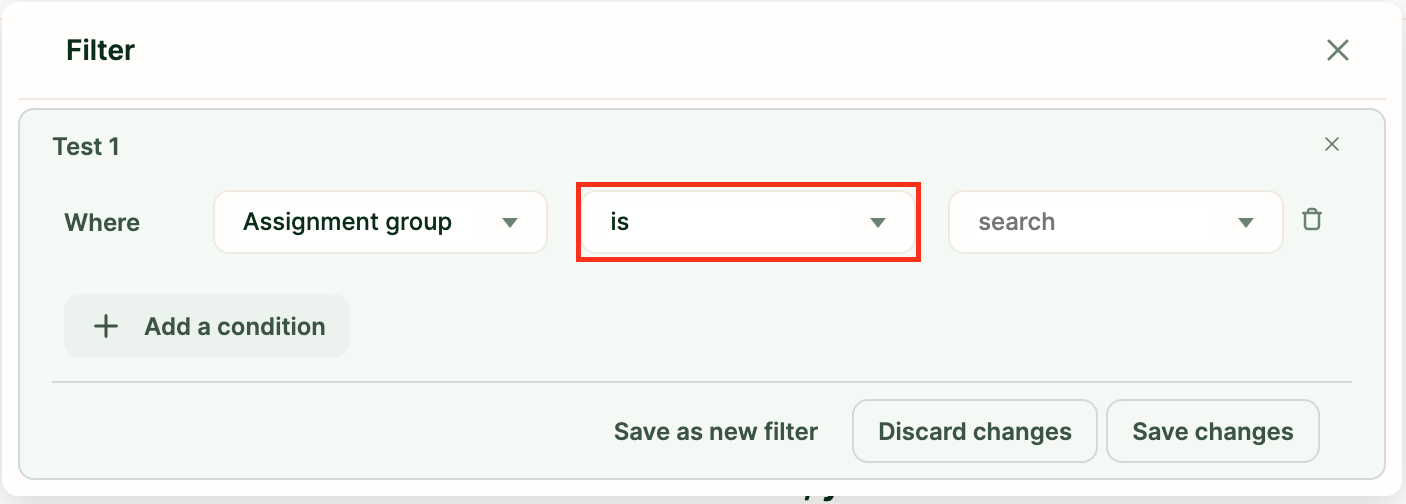 Filter
Test 1
Where Assignment group is search
Add a condition
Save as new filter Discard changes Save changes